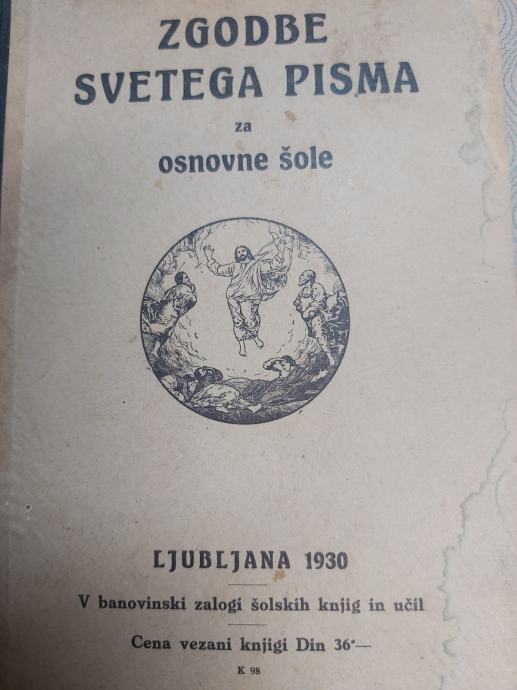 ZGODBE
SVETEGA PISMA
za
osnovne šole
LJUBLJANA 1930
V banovinski zalogi šolskih knjig in učil
Cena vezani knjigi Din 36·—
K 98